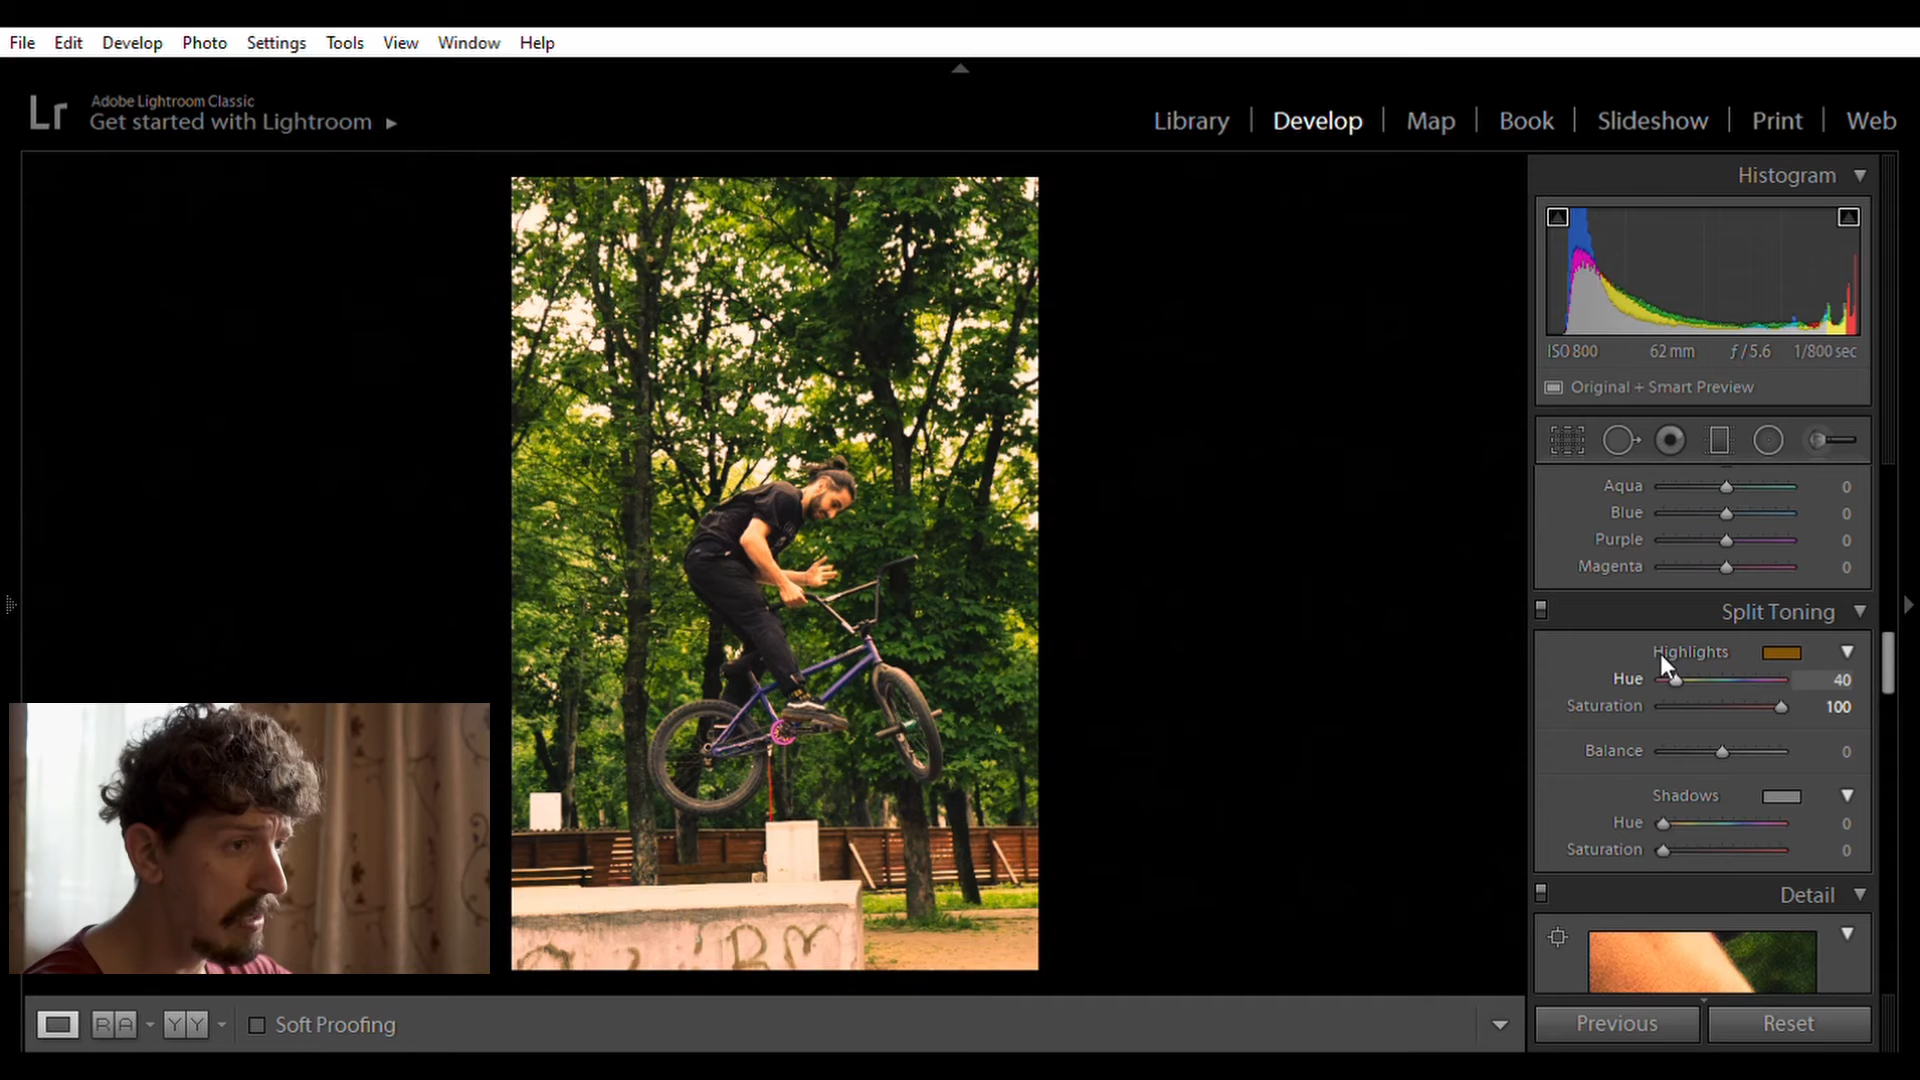 File Edit Develop Photo Settings Tools View Window Help
Lr
Adobe Lightroom Classic
Get started with Lightroom
Library Develop Map Book Slideshow Print Web
Histogram
ISO 800 62 mm ƒ / 5.6 1/800 sec
Original + Smart Preview
Aqua 0
Blue 0
Purple 0
Magenta 0
Split Toning
Highlights
Hue 40
Saturation 100
Balance 0
Shadows
Hue 0
Saturation 0
Detail
R A Y Y Soft Proofing
Previous Reset